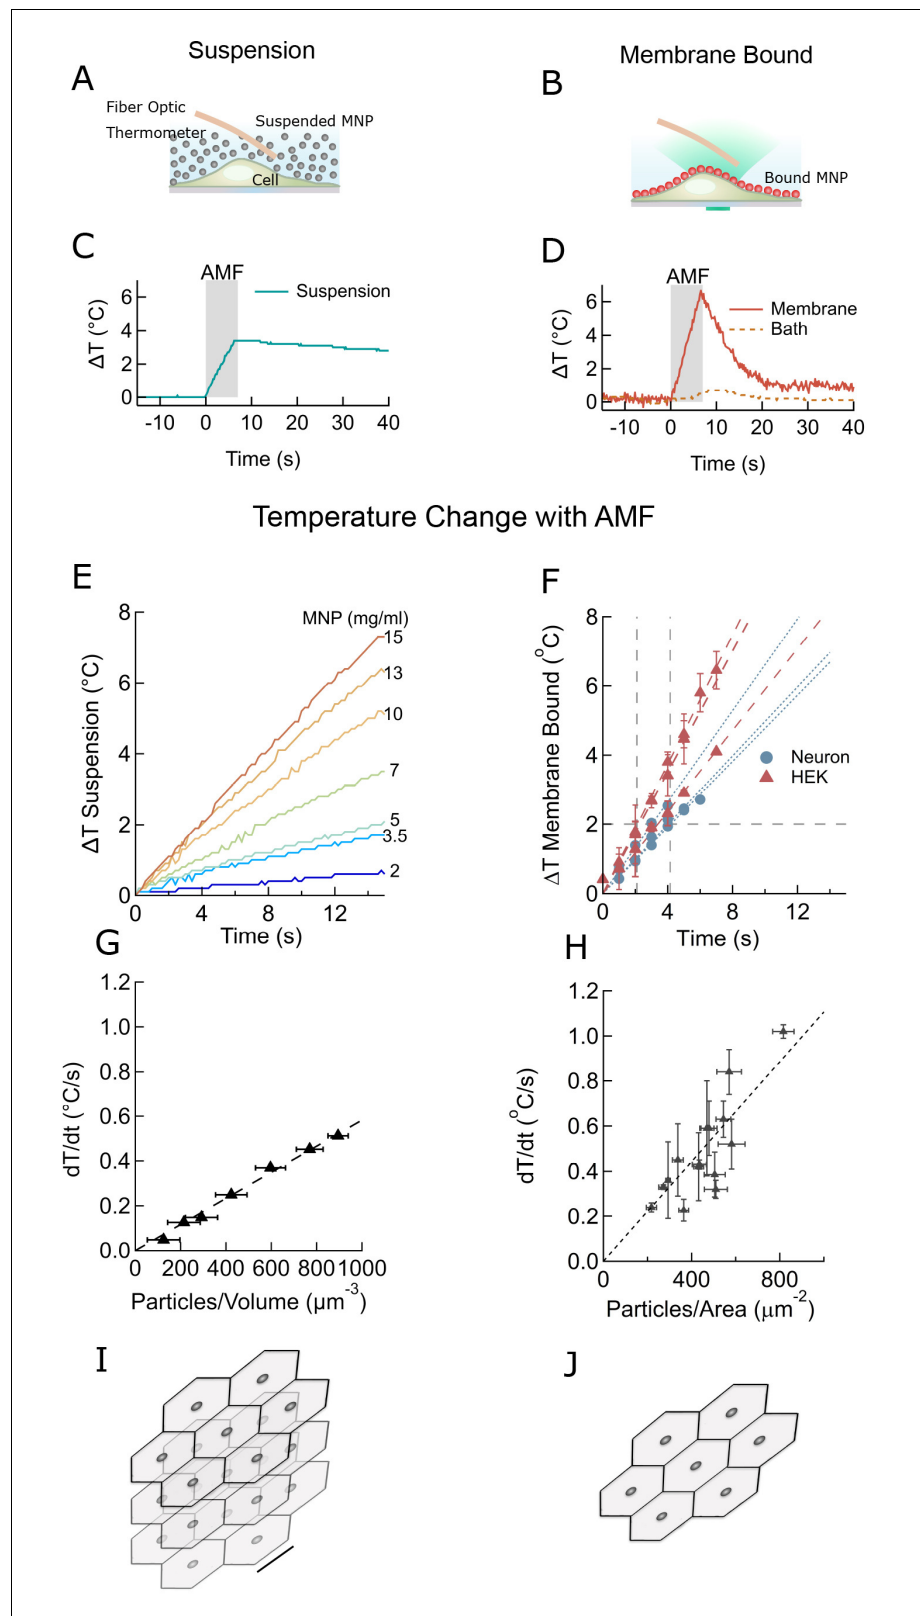 Suspension
Membrane Bound
A
Fiber Optic
Thermometer
Suspended MNP
Cell
B
Bound MNP
C
AMF
Suspension
6
4
2
0
ΔT (°C)
-10 0 10 20 30 40
Time (s)
D
AMF
Membrane
Bath
6
4
2
0
ΔT (°C)
-10 0 10 20 30 40
Time (s)
Temperature Change with AMF
E
MNP (mg/ml)
15
13
10
7
5
3.5
2
8
6
4
2
0
ΔT Suspension (°C)
0 4 8 12
Time (s)
F
Neuron
HEK
8
6
4
2
0
ΔT Membrane Bound (°C)
0 4 8 12
Time (s)
G
1.2
1.0
0.8
0.6
0.4
0.2
0.0
dT/dt (°C/s)
0 200 400 600 800 1000
Particles/Volume (µm⁻³)
H
1.2
1.0
0.8
0.6
0.4
0.2
0.0
dT/dt (°C/s)
0 400 800
Particles/Area (μm⁻²)
I
J